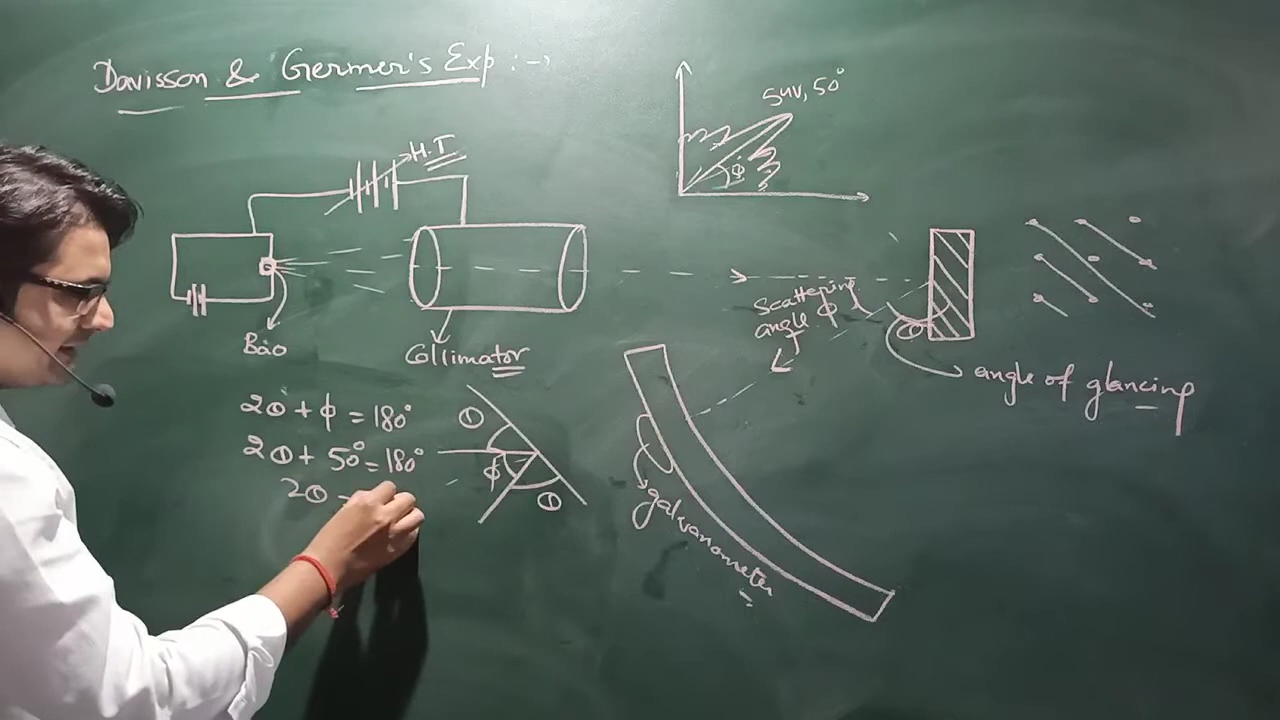 Davisson & Germer's Exp :-
54V, 50°
ϕ
H.T
BaO
Collimator
Scattering
angle ϕ
θ
angle of glancing
2θ + ϕ = 180°
2θ + 50° = 180°
2θ =
θ
ϕ
θ
galvanometer